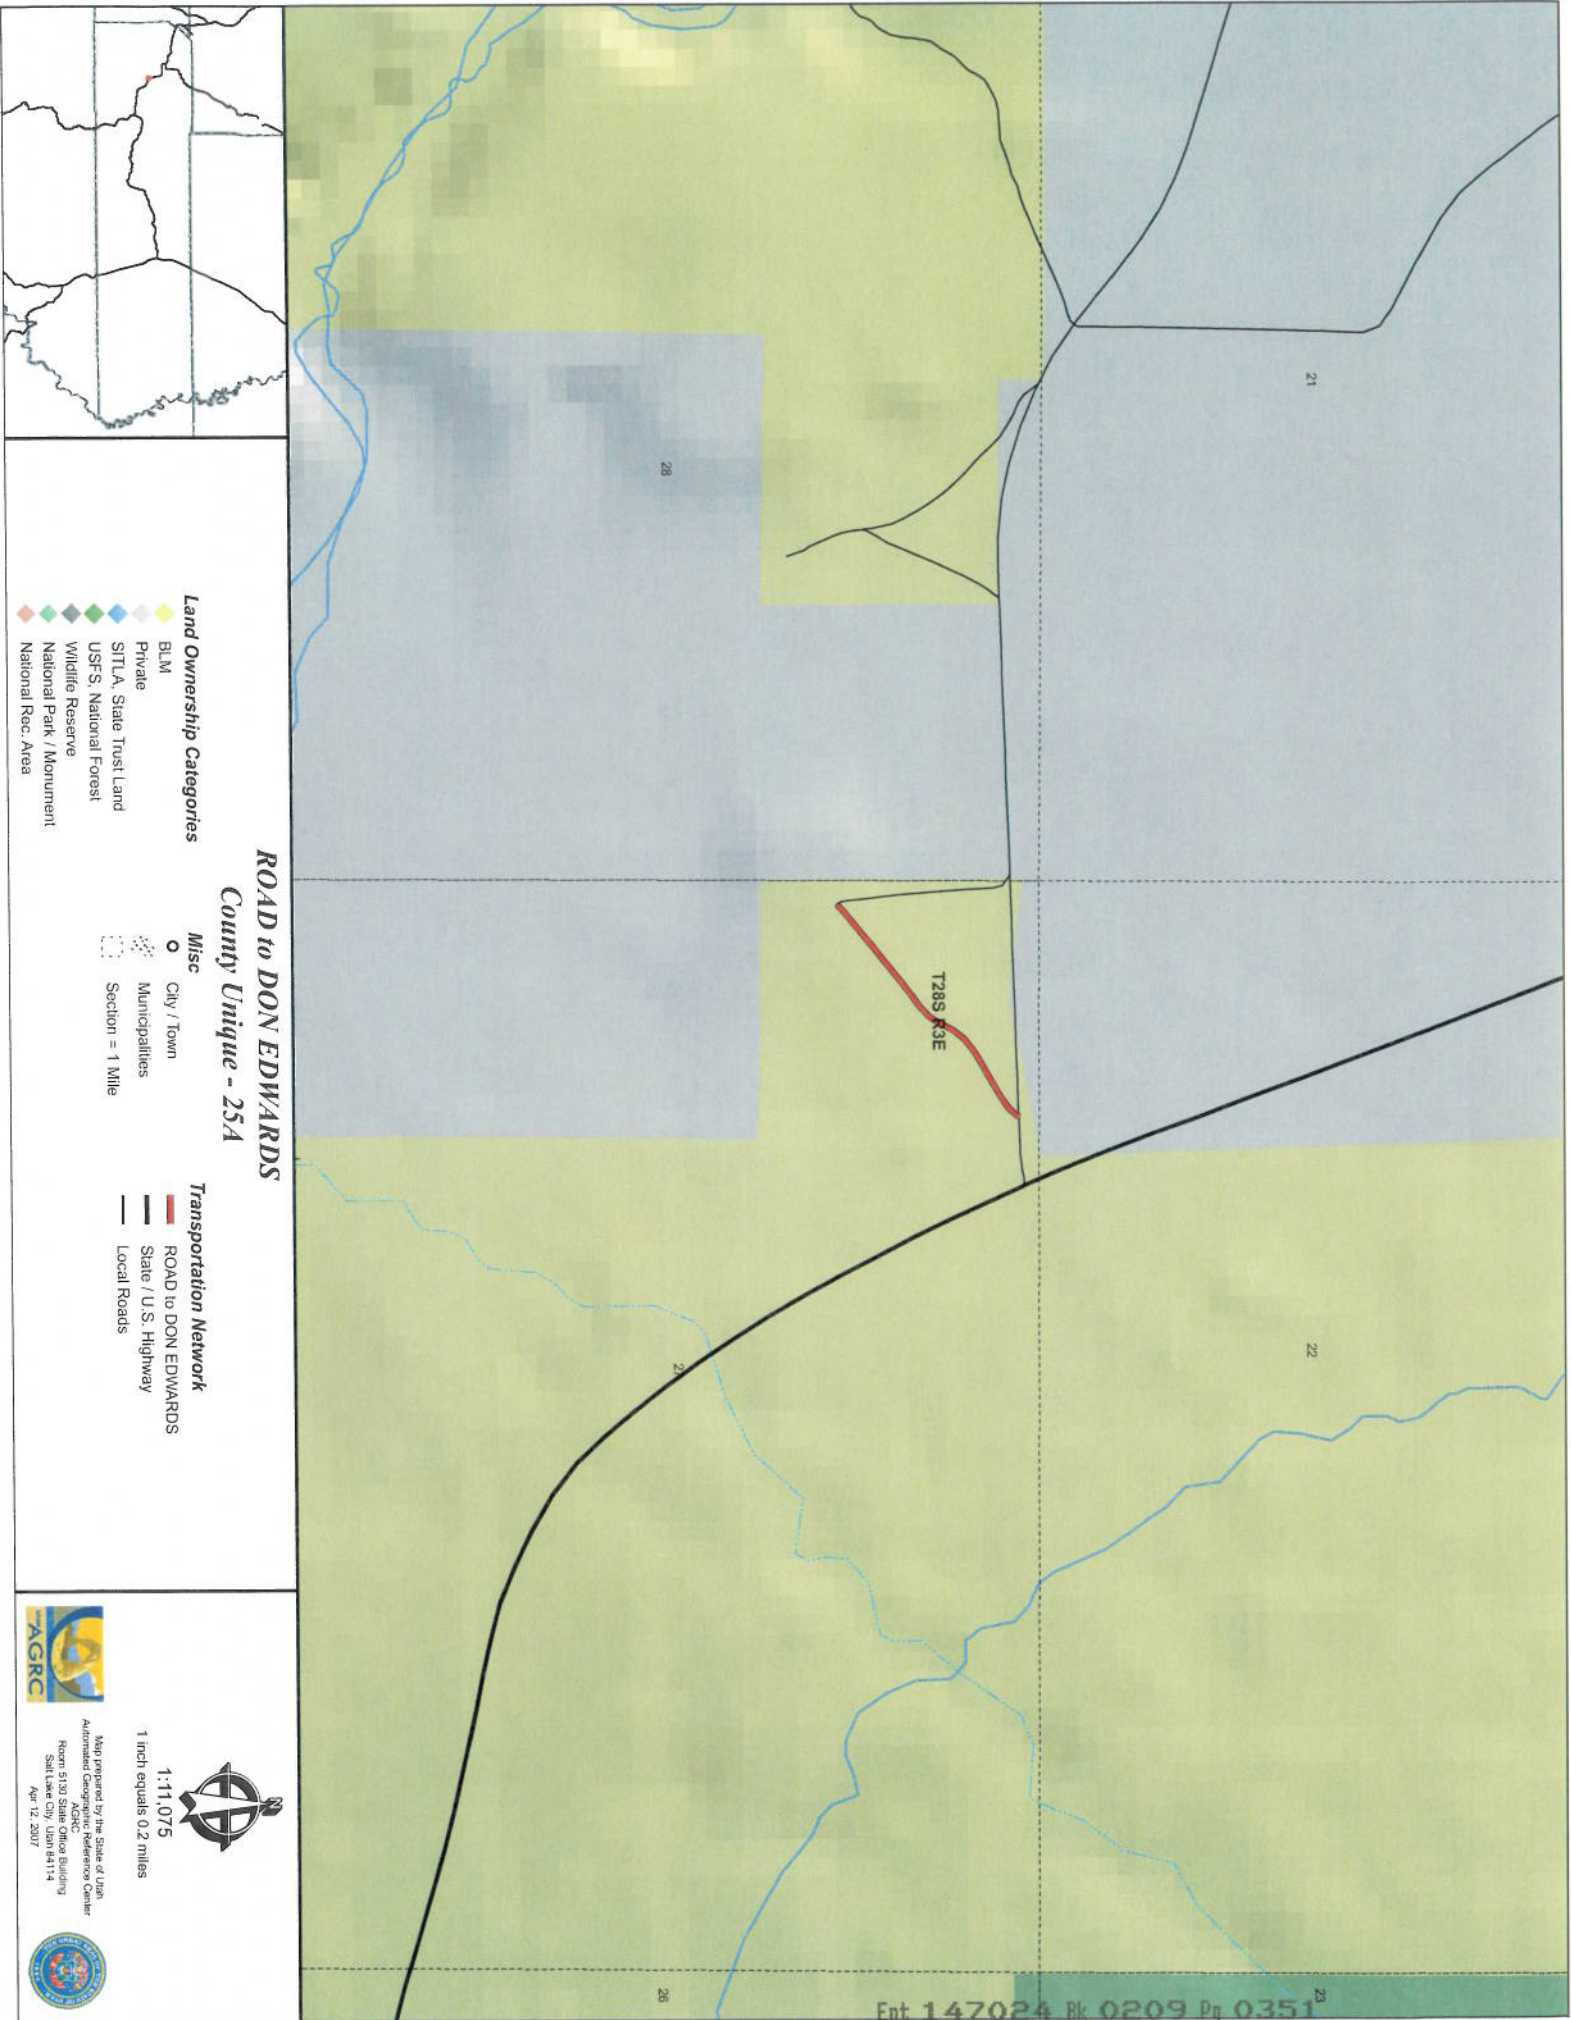 21
22
23
T28S R3E
28
2
26
Ent 147024 Bk 0209 Pg 0351
ROAD to DON EDWARDS
County Unique - 25A
Land Ownership Categories
BLM
Private
SITLA, State Trust Land
USFS, National Forest
Wildlife Reserve
National Park / Monument
National Rec. Area
Misc
City / Town
Municipalities
Section = 1 Mile
Transportation Network
ROAD to DON EDWARDS
State / U.S. Highway
Local Roads
N
1:11,075
1 inch equals 0.2 miles
AGRC
Map prepared by the State of Utah
Automated Geographic Reference Center
AGRC
Room 5130 State Office Building
Salt Lake City, Utah 84114
Apr 12, 2007